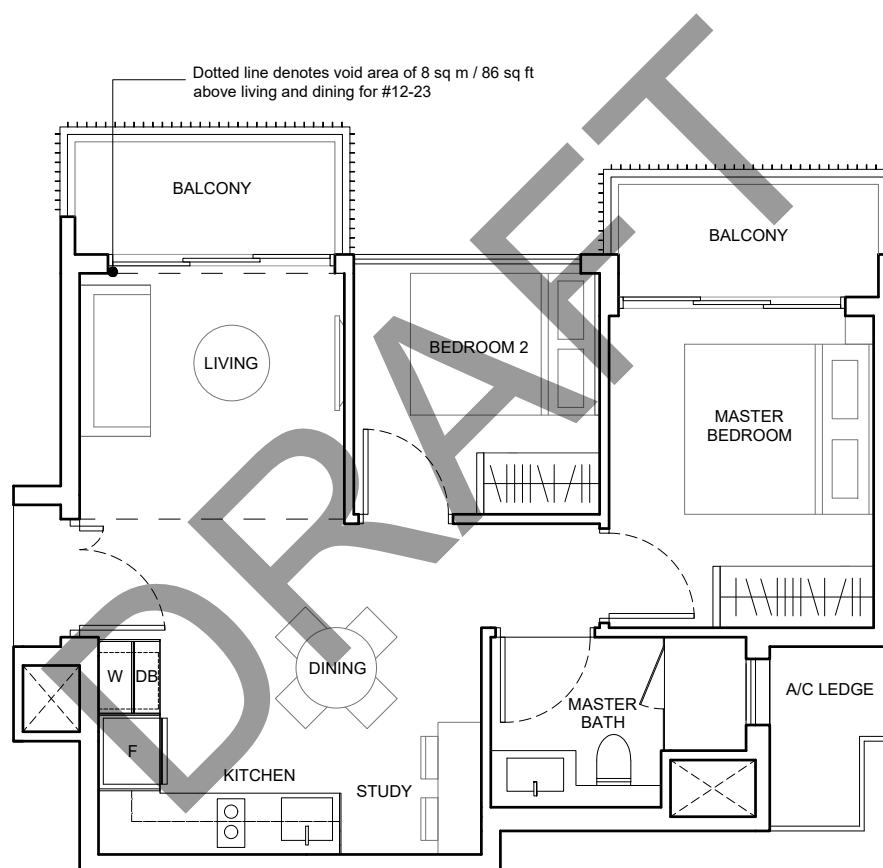 Dotted line denotes void area of 8 sq m / 86 sq ft
above living and dining for #12-23
BALCONY
BALCONY
LIVING
BEDROOM 2
MASTER
BEDROOM
DINING
W
DB
MASTER
BATH
A/C LEDGE
F
KITCHEN
STUDY
DRAFT